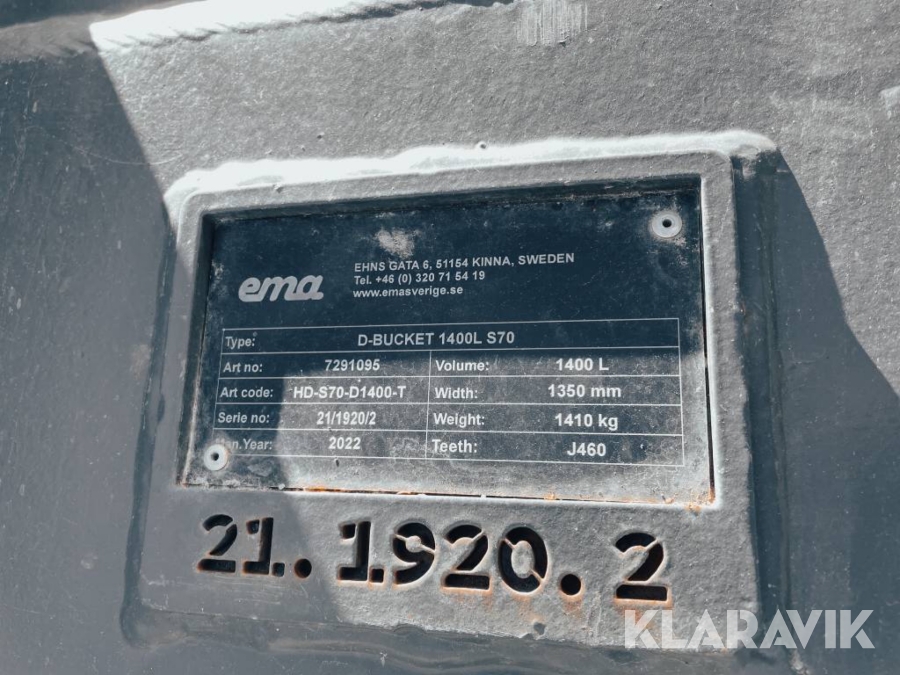 ema
EHNS GATA 6, 51154 KINNA, SWEDEN
Tel. +46 (0) 320 71 54 19
www.emasverige.se
Type: D-BUCKET 1400L S70
Art no: 7291095 Volume: 1400 L
Art code: HD-S70-D1400-T Width: 1350 mm
Serie no: 21/1920/2 Weight: 1410 kg
.Year: 2022 Teeth: J460
21.1920.2
KLARAVIK